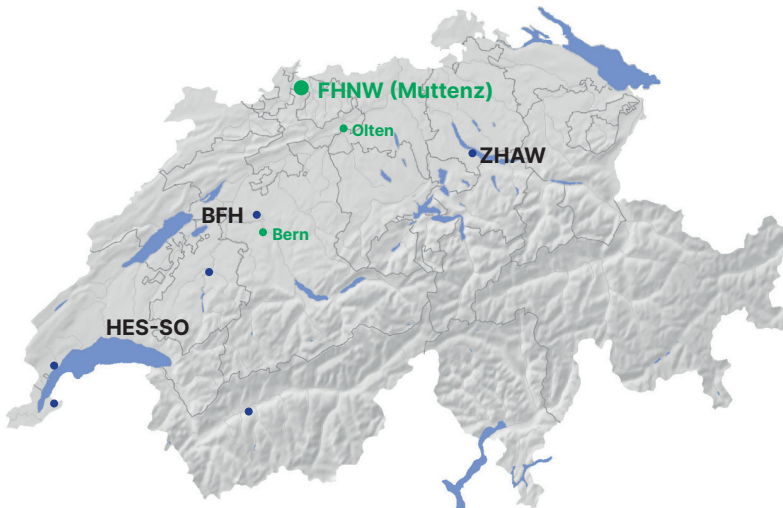 FHNW (Muttenz)
Olten
ZHAW
BFH
Bern
HES-SO